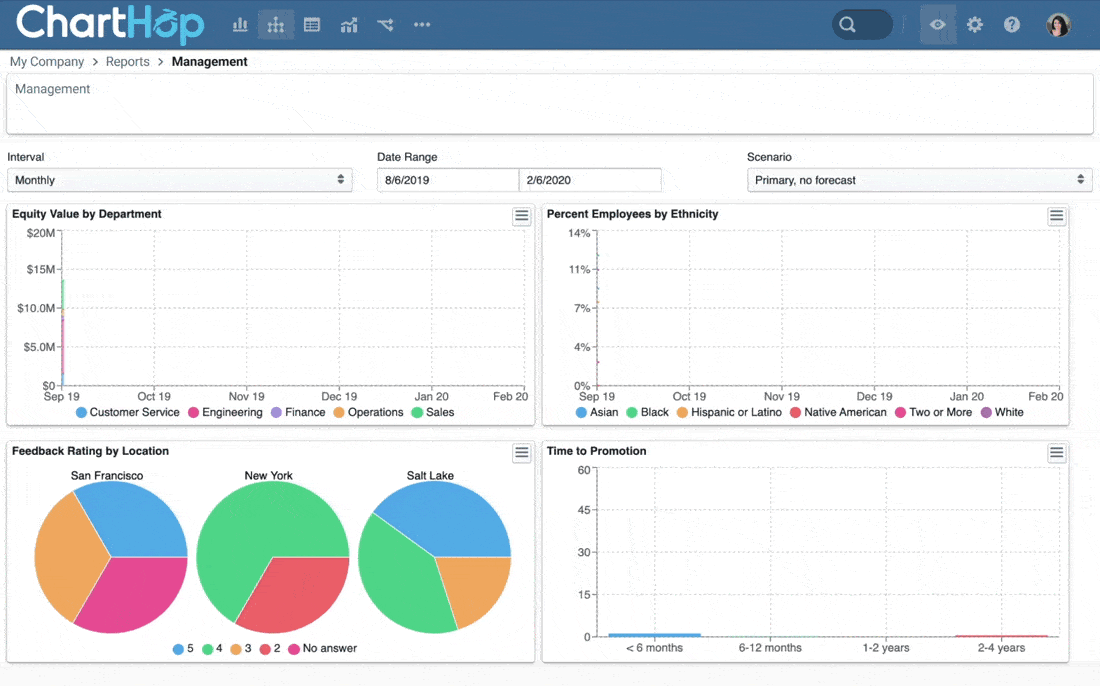 ChartHop
My Company > Reports > Management
Management
Interval Date Range Scenario
Monthly 8/6/2019 2/6/2020 Primary, no forecast
Equity Value by Department
$20M
$15M
$10.0M
$5.0M
$0
Sep 19 Oct 19 Nov 19 Dec 19 Jan 20 Feb 20
Customer Service Engineering Finance Operations Sales
Percent Employees by Ethnicity
14%
11%
7%
4%
0%
Sep 19 Oct 19 Nov 19 Dec 19 Jan 20 Feb 20
Asian Black Hispanic or Latino Native American Two or More White
Feedback Rating by Location
San Francisco New York Salt Lake
5 4 3 2 No answer
Time to Promotion
60
45
30
15
0
< 6 months 6-12 months 1-2 years 2-4 years